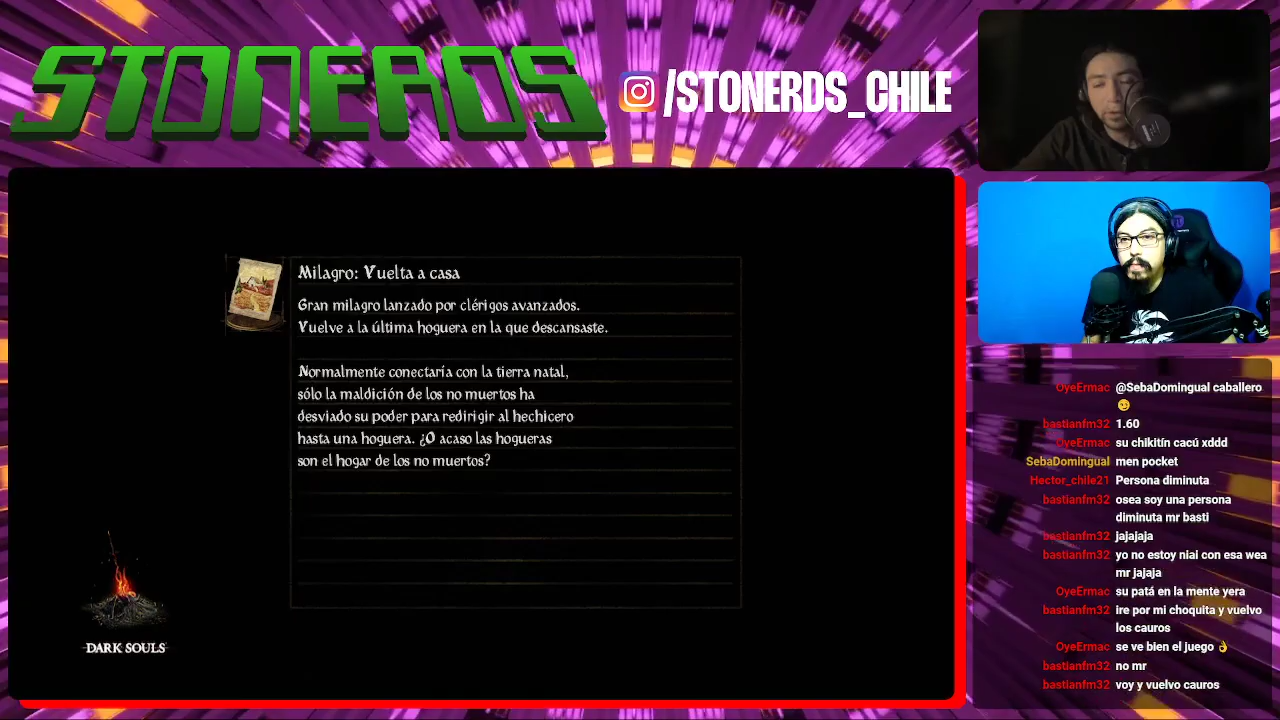 STONERDS
/STONERDS_CHILE
Milagro: Vuelta a casa
Gran milagro lanzado por clérigos avanzados.
Vuelve a la última hoguera en la que descansaste.
Normalmente conectaría con la tierra natal,
sólo la maldición de los no muertos ha
desviado su poder para redirigir al hechicero
hasta una hoguera. ¿O acaso las hogueras
son el hogar de los no muertos?
DARK SOULS
OyeErmac @SebaDomingual caballero
😏
bastianfm32 1.60
OyeErmac su chikitín cacú xddd
SebaDomingual men pocket
Hector_chile21 Persona diminuta
bastianfm32 osea soy una persona
diminuta mr basti
bastianfm32 jajajaja
bastianfm32 yo no estoy niai con esa wea
mr jajaja
OyeErmac su patá en la mente yera
bastianfm32 ire por mi choquita y vuelvo
los cauros
OyeErmac se ve bien el juego 👌
bastianfm32 no mr
bastianfm32 voy y vuelvo cauros